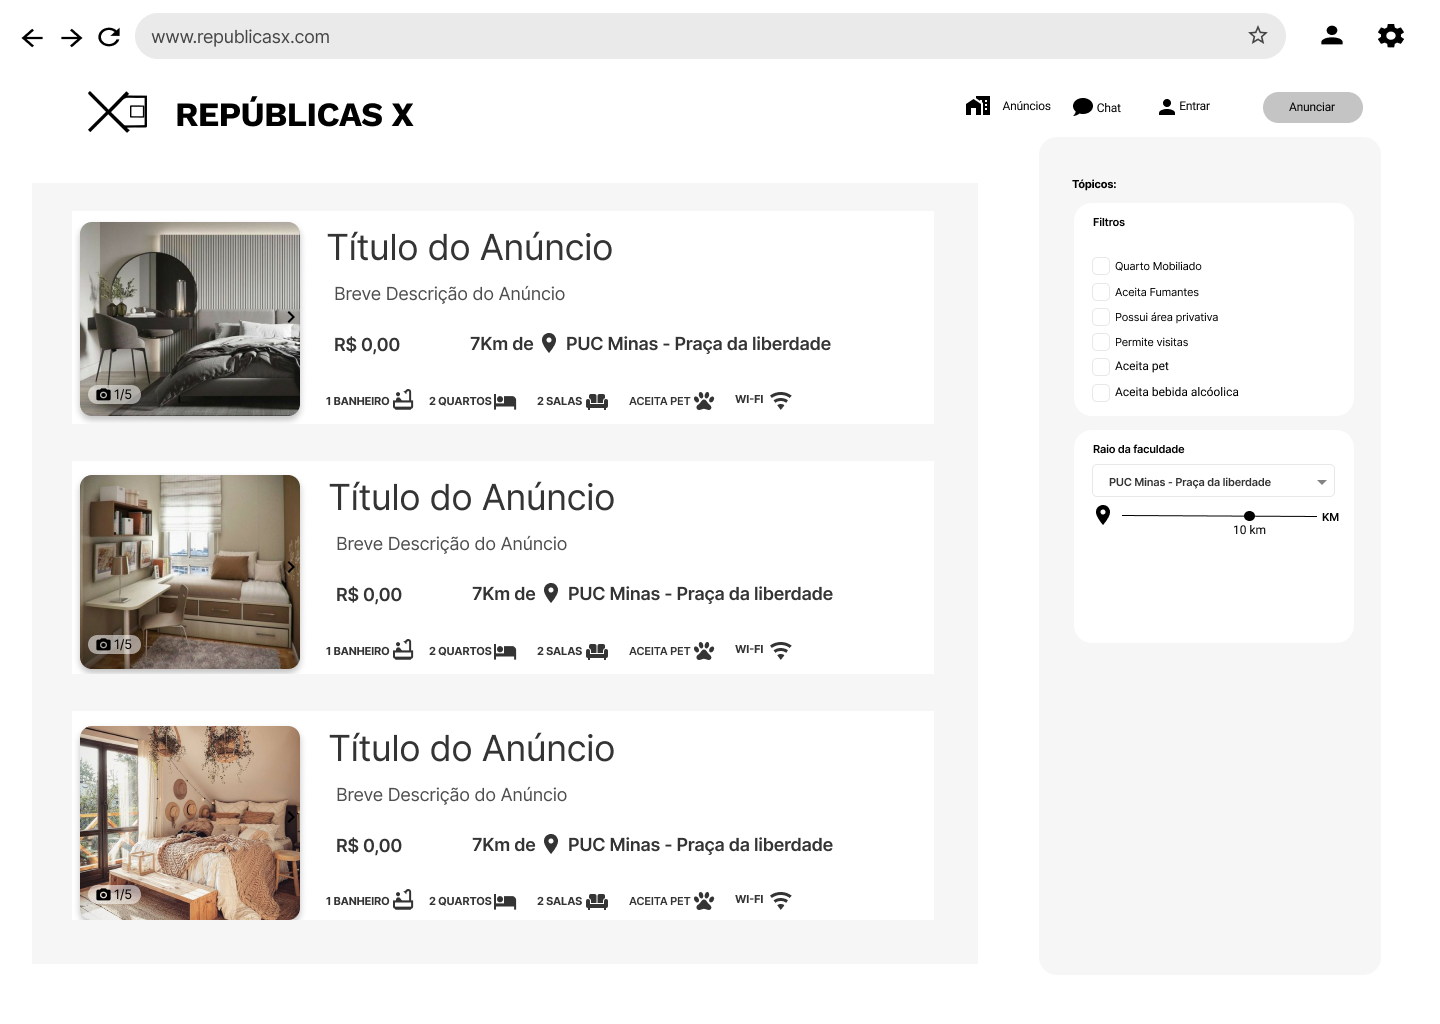 www.republicasx.com
REPÚBLICAS X
Anúncios
Chat
Entrar
Anunciar
Título do Anúncio
Breve Descrição do Anúncio
R$ 0,00
7Km de PUC Minas - Praça da liberdade
1/5
1 BANHEIRO 2 QUARTOS 2 SALAS ACEITA PET WI-FI
Título do Anúncio
Breve Descrição do Anúncio
R$ 0,00
7Km de PUC Minas - Praça da liberdade
1/5
1 BANHEIRO 2 QUARTOS 2 SALAS ACEITA PET WI-FI
Título do Anúncio
Breve Descrição do Anúncio
R$ 0,00
7Km de PUC Minas - Praça da liberdade
1/5
1 BANHEIRO 2 QUARTOS 2 SALAS ACEITA PET WI-FI
Tópicos:
Filtros
Quarto Mobiliado
Aceita Fumantes
Possui área privativa
Permite visitas
Aceita pet
Aceita bebida alcóolica
Raio da faculdade
PUC Minas - Praça da liberdade
KM
10 km